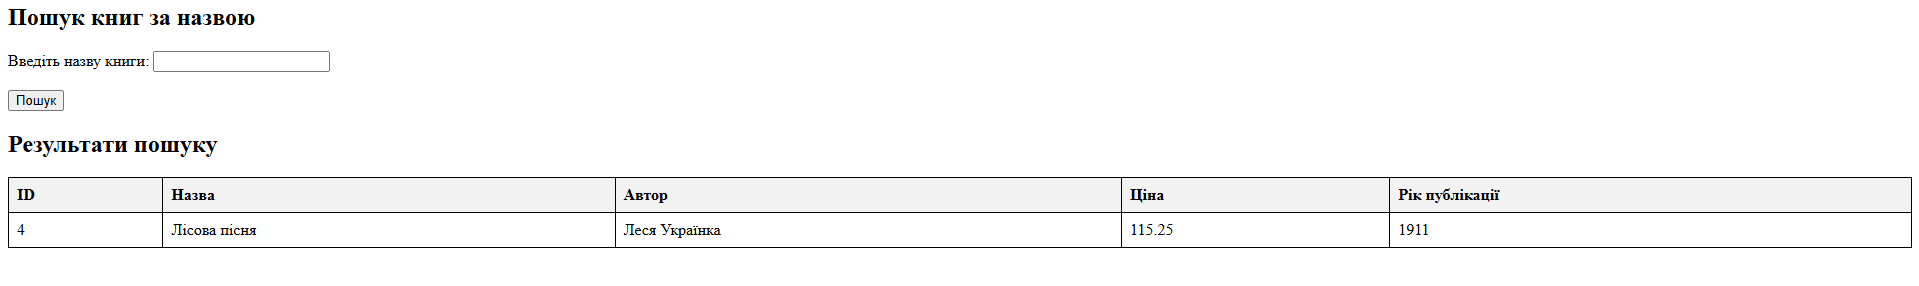 Пошук книг за назвою
Введіть назву книги:
Пошук
Результати пошуку
ID Назва Автор Ціна Рік публікації
4 Лісова пісня Леся Українка 115.25 1911